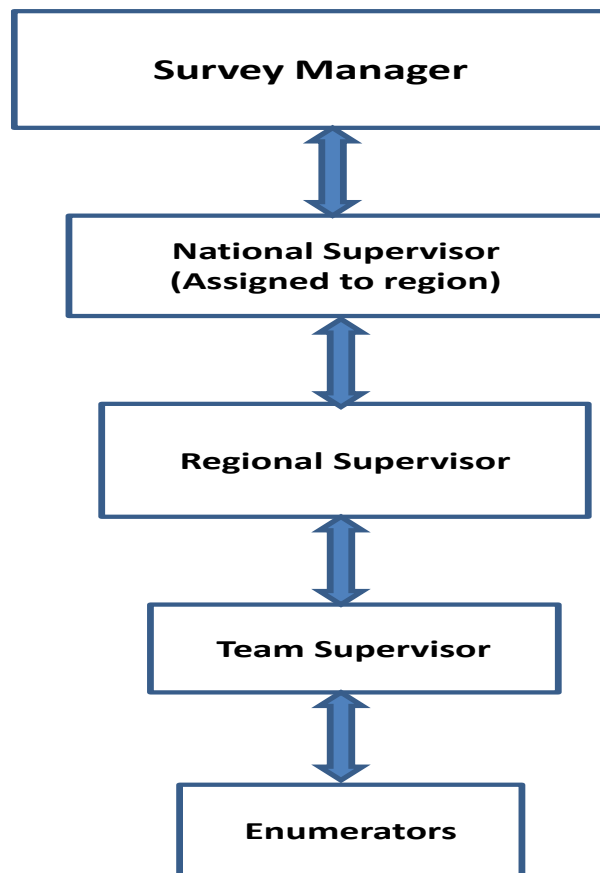 Survey Manager
National Supervisor
(Assigned to region)
Regional Supervisor
Team Supervisor
Enumerators